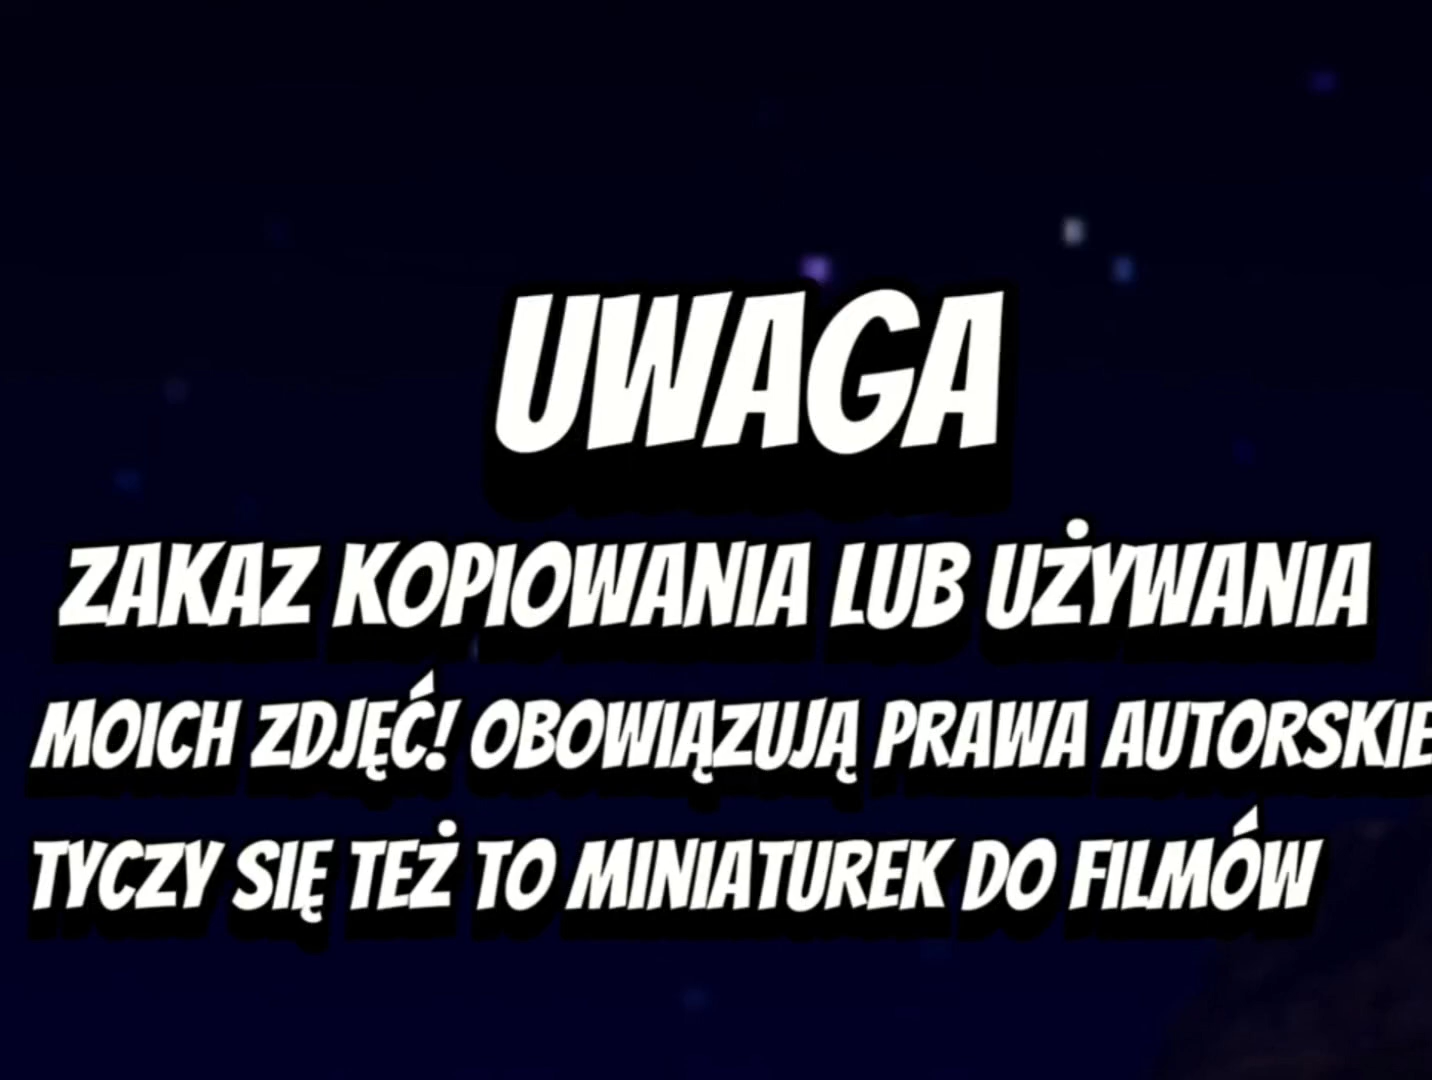 UWAGA
ZAKAZ KOPIOWANIA LUB UŻYWANIA
MOICH ZDJĘĆ! OBOWIĄZUJĄ PRAWA AUTORSKIE
TYCZY SIĘ TEŻ TO MINIATUREK DO FILMÓW